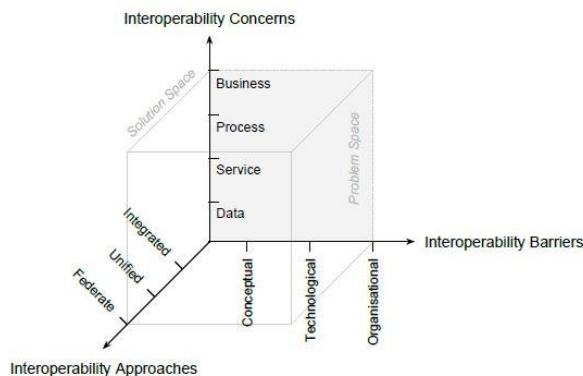 Interoperability Concerns
Solution Space
Business
Process
Service
Data
Problem Space
Integrated
Unified
Federate
Interoperability Barriers
Conceptual
Technological
Organisational
Interoperability Approaches